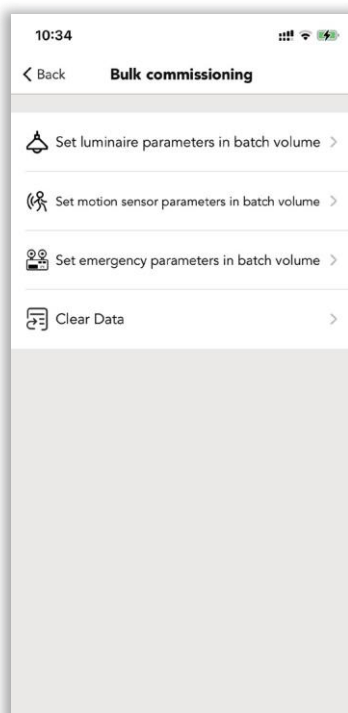 10:34
Back Bulk commissioning
Set luminaire parameters in batch volume
Set motion sensor parameters in batch volume
Set emergency parameters in batch volume
Clear Data